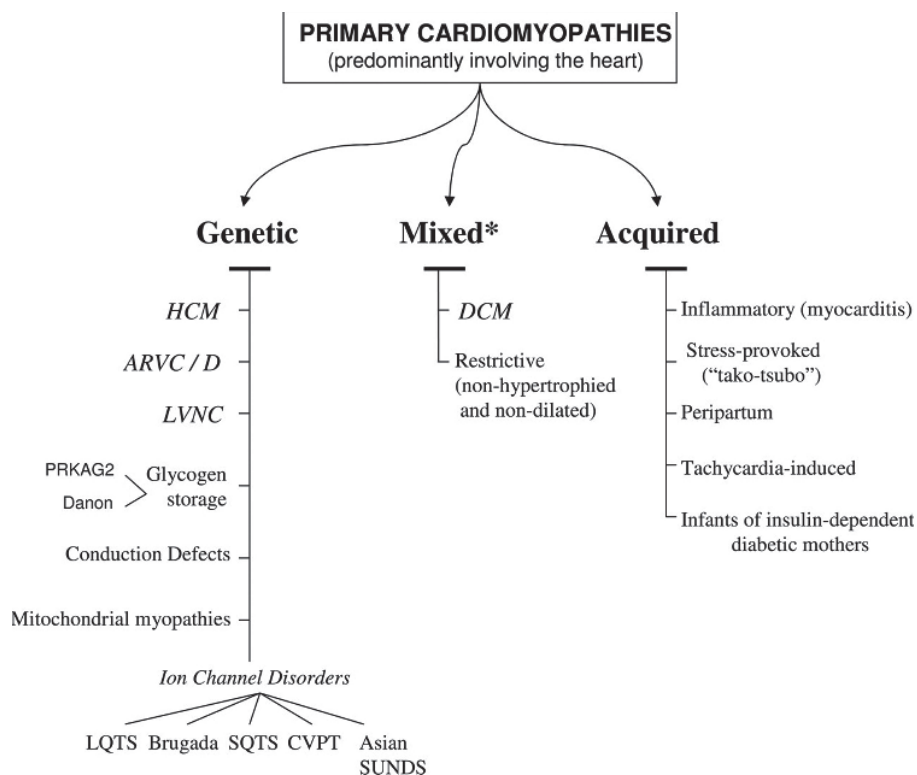 PRIMARY CARDIOMYOPATHIES
(predominantly involving the heart)
Genetic
Mixed*
Acquired
HCM
ARVC / D
LVNC
PRKAG2
Danon
Glycogen
storage
Conduction Defects
Mitochondrial myopathies
Ion Channel Disorders
LQTS
Brugada
SQTS
CVPT
Asian
SUNDS
DCM
Restrictive
(non-hypertrophied
and non-dilated)
Inflammatory (myocarditis)
Stress-provoked
(“tako-tsubo”)
Peripartum
Tachycardia-induced
Infants of insulin-dependent
diabetic mothers